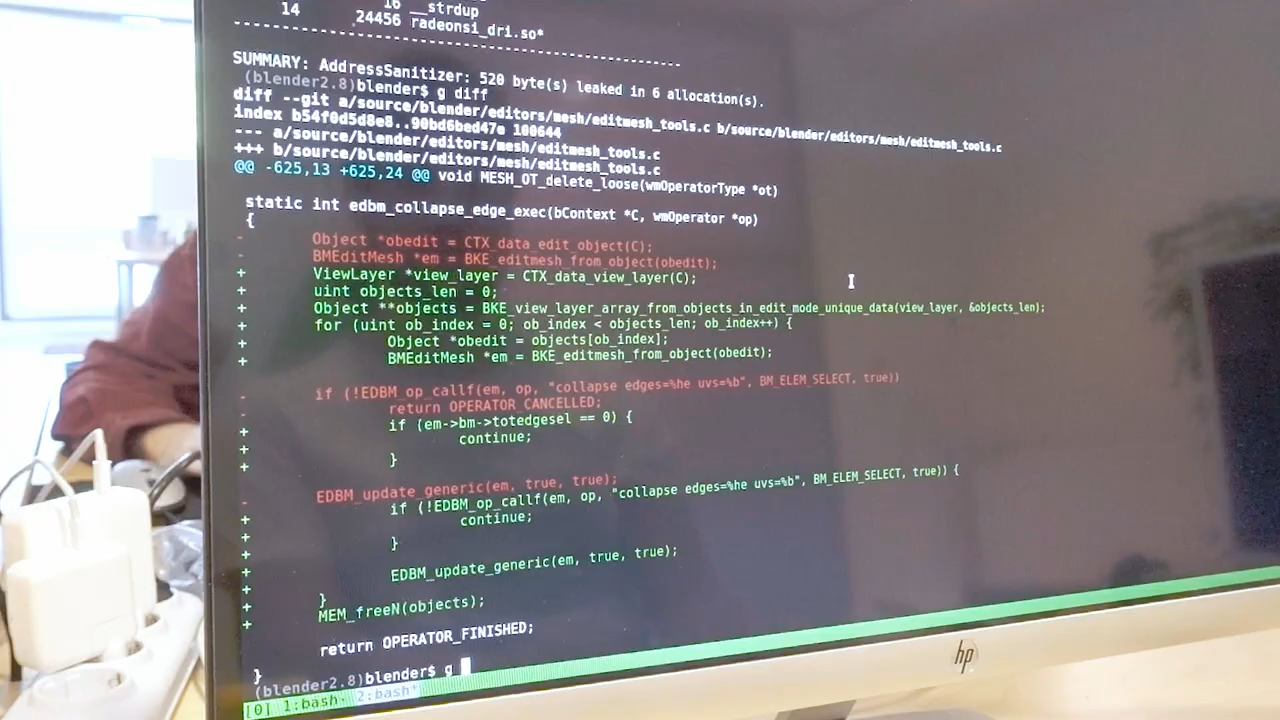 16 __strdup
14 24456 radeonsi_dri.so*
--------------------------------------------------------
SUMMARY: AddressSanitizer: 520 byte(s) leaked in 6 allocation(s).
(blender2.8)blender$ g diff
diff --git a/source/blender/editors/mesh/editmesh_tools.c b/source/blender/editors/mesh/editmesh_tools.c
index b54f0d5d8e8..90bd6bed47e 100644
--- a/source/blender/editors/mesh/editmesh_tools.c
+++ b/source/blender/editors/mesh/editmesh_tools.c
@@ -625,13 +625,24 @@ void MESH_OT_delete_loose(wmOperatorType *ot)
static int edbm_collapse_edge_exec(bContext *C, wmOperator *op)
{
- Object *obedit = CTX_data_edit_object(C);
- BMEditMesh *em = BKE_editmesh_from_object(obedit);
+ ViewLayer *view_layer = CTX_data_view_layer(C);
+ uint objects_len = 0;
+ Object **objects = BKE_view_layer_array_from_objects_in_edit_mode_unique_data(view_layer, &objects_len);
+ for (uint ob_index = 0; ob_index < objects_len; ob_index++) {
+ Object *obedit = objects[ob_index];
+ BMEditMesh *em = BKE_editmesh_from_object(obedit);
- if (!EDBM_op_callf(em, op, "collapse edges=%he uvs=%b", BM_ELEM_SELECT, true))
- return OPERATOR_CANCELLED;
+ if (em->bm->totedgesel == 0) {
+ continue;
+ }
- EDBM_update_generic(em, true, true);
+ if (!EDBM_op_callf(em, op, "collapse edges=%he uvs=%b", BM_ELEM_SELECT, true)) {
+ continue;
+ }
+
+ EDBM_update_generic(em, true, true);
+ }
+ MEM_freeN(objects);
return OPERATOR_FINISHED;
}
(blender2.8)blender$ g
[0] 1:bash- 2:bash*
hp